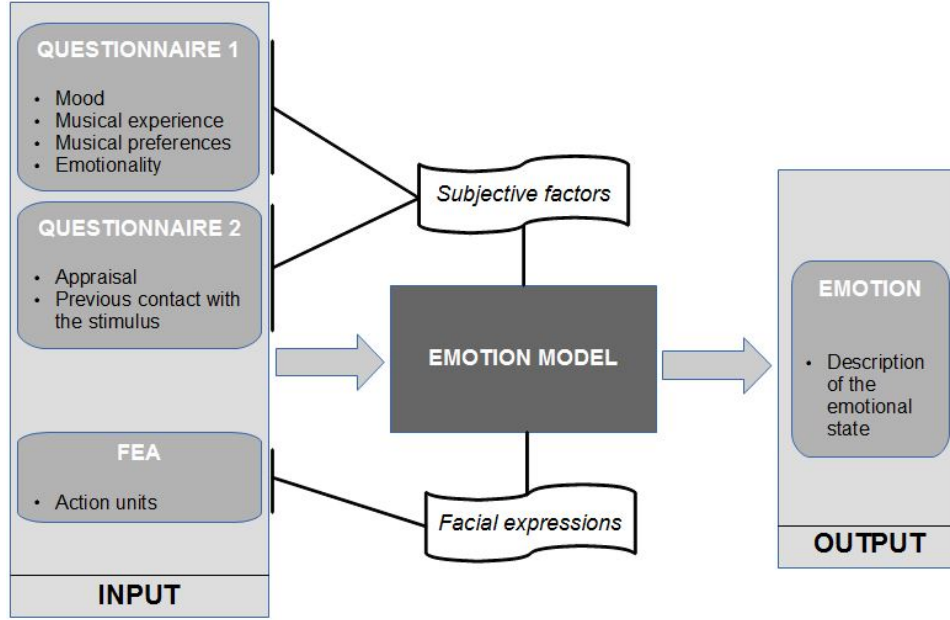 QUESTIONNAIRE 1
• Mood
• Musical experience
• Musical preferences
• Emotionality
QUESTIONNAIRE 2
• Appraisal
• Previous contact with
the stimulus
FEA
• Action units
INPUT
Subjective factors
EMOTION MODEL
Facial expressions
EMOTION
• Description
of the
emotional
state
OUTPUT